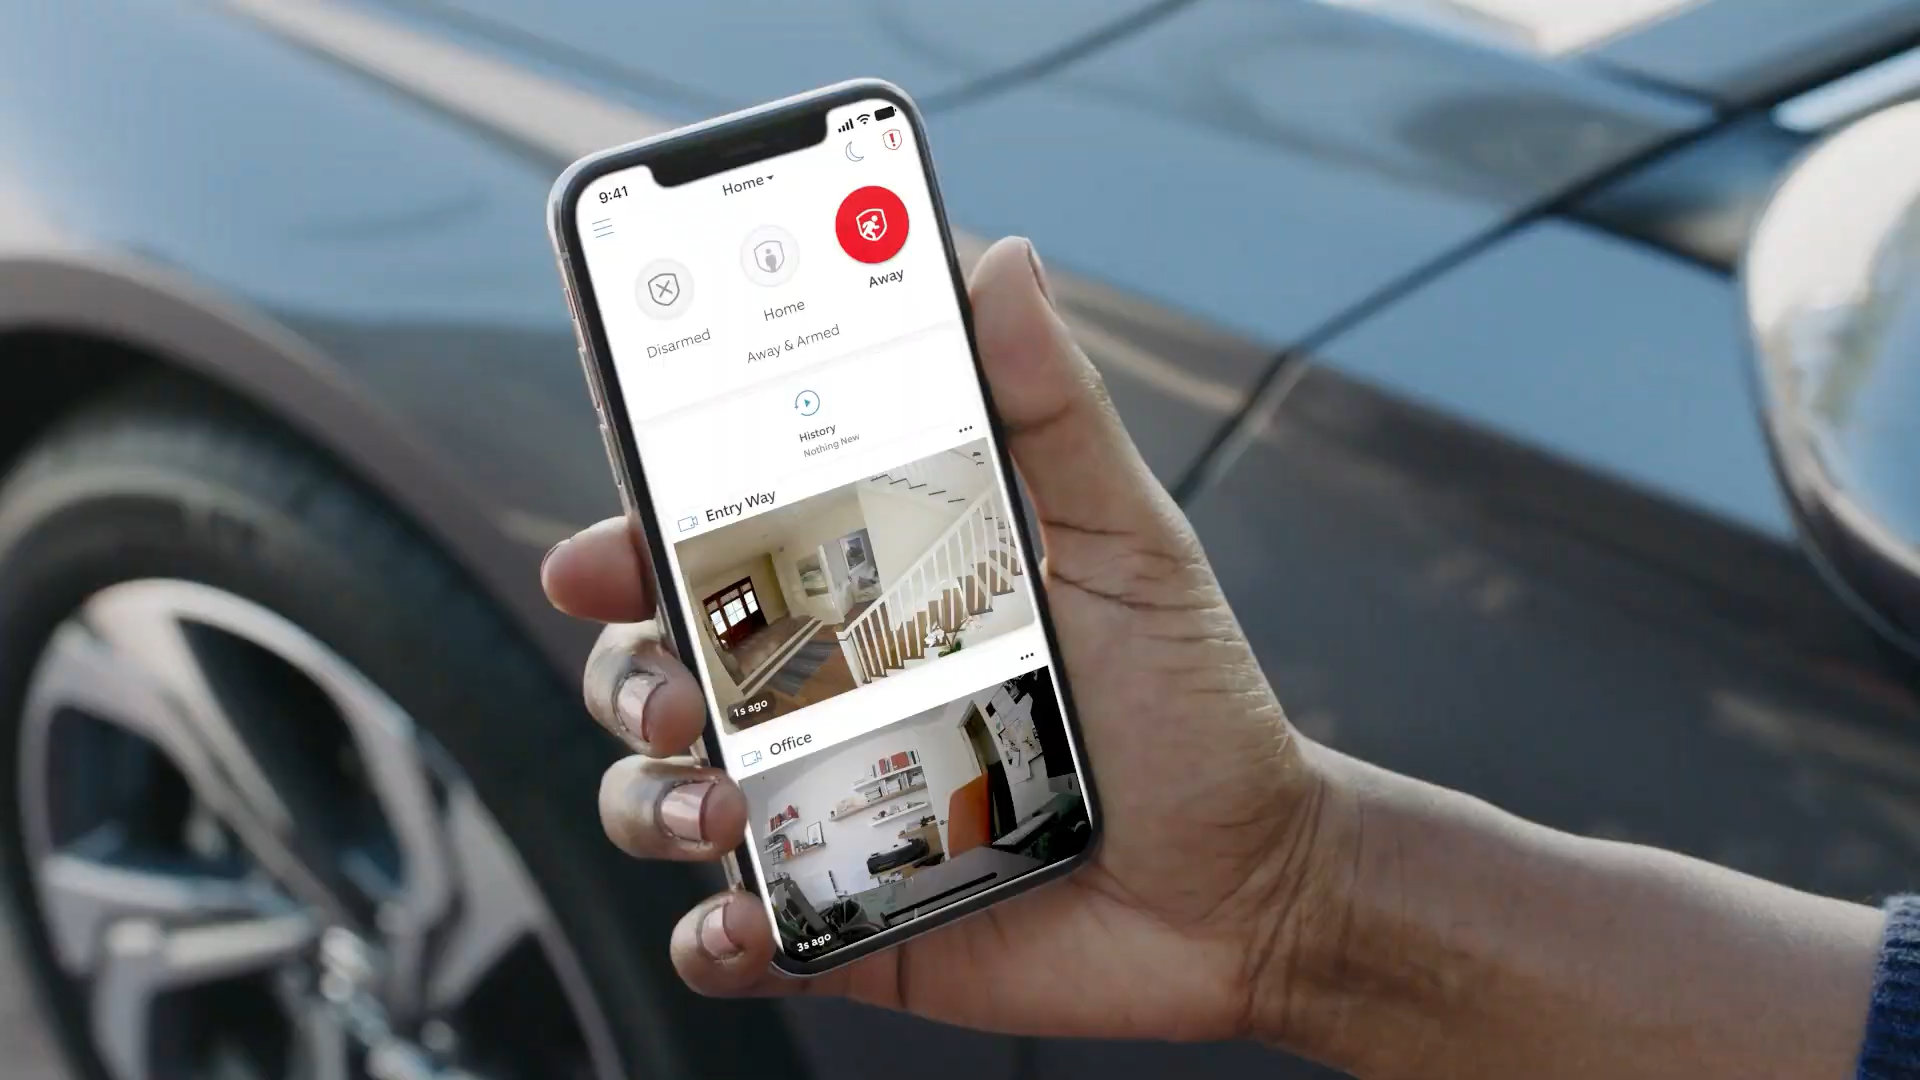 9:41
Home
Disarmed
Home
Away
Away & Armed
History
Nothing New
Entry Way
1s ago
Office
3s ago